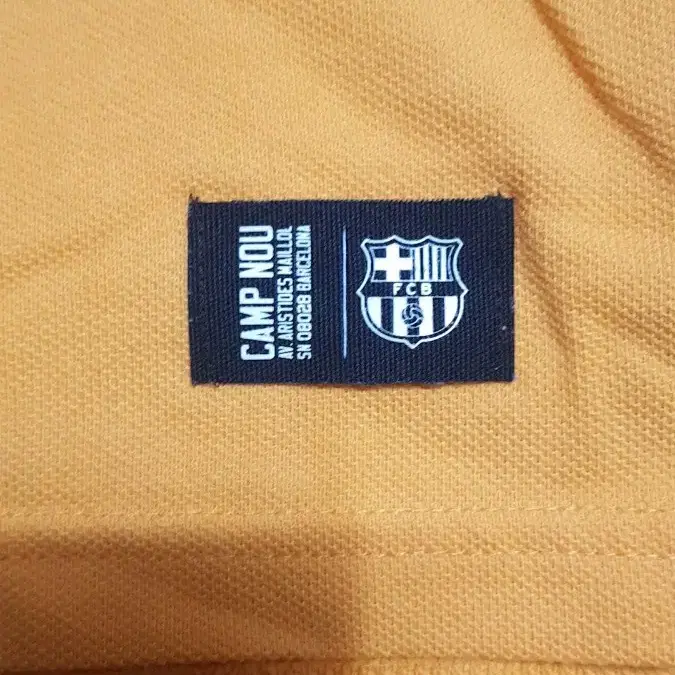 CAMP NOU
AV. ARISTIDES MAILLOL
SN 08028 BARCELONA
FCB